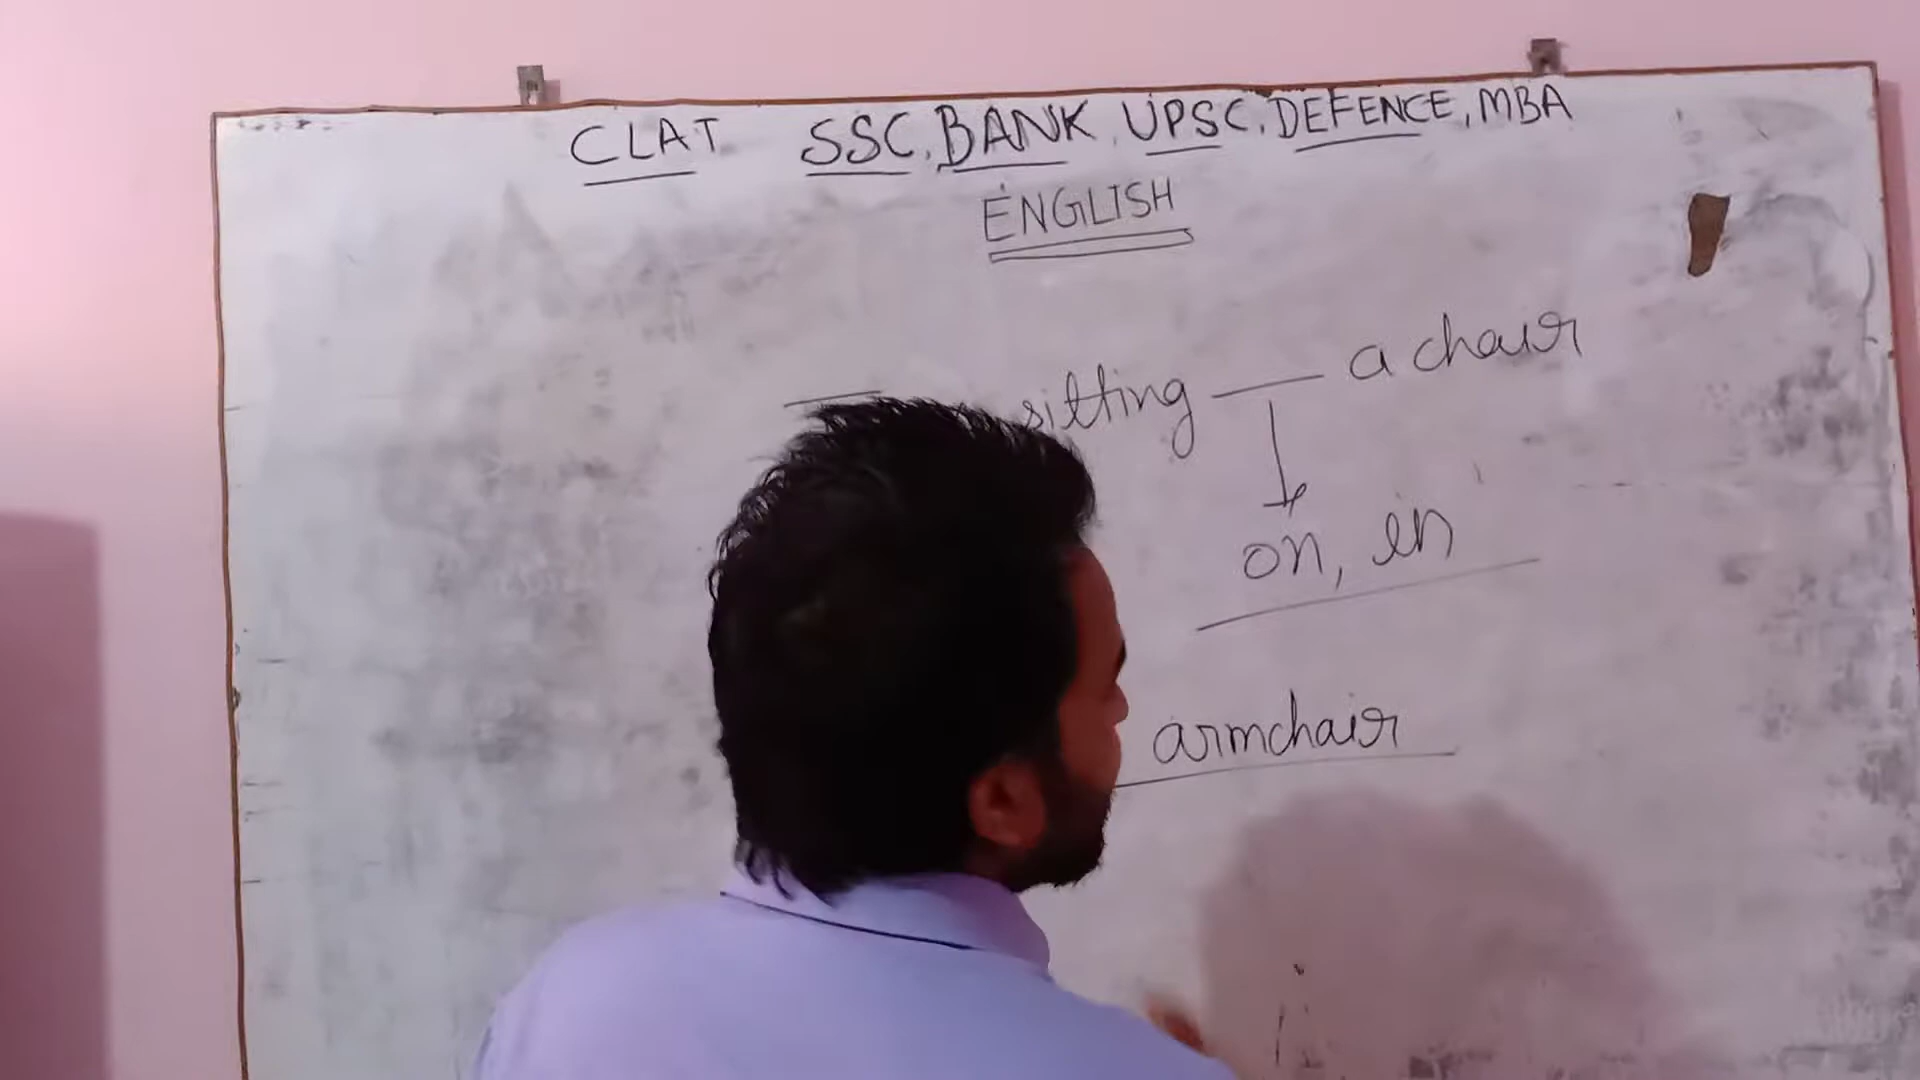 CLAT SSC, BANK, UPSC, DEFENCE, MBA
ENGLISH
sitting — a chair
on, in
armchair